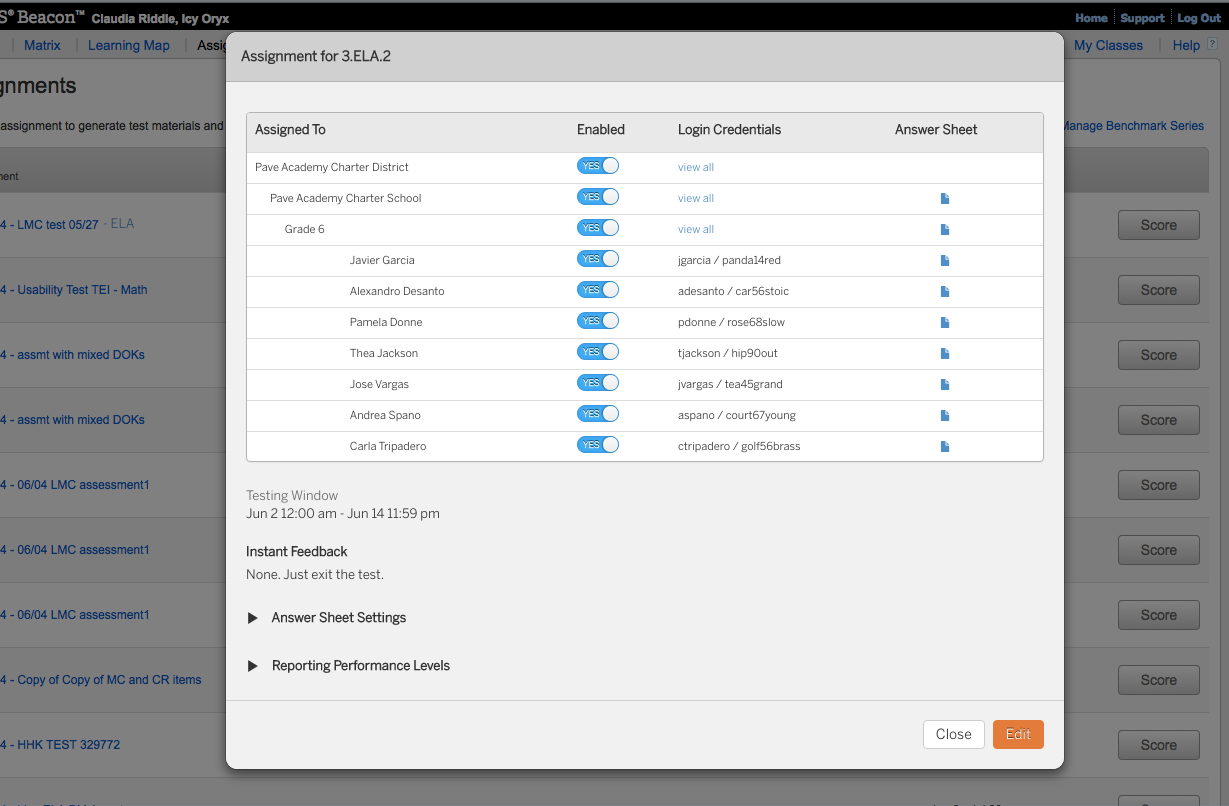 S® Beacon™ Claudia Riddle, Icy Oryx
Home Support Log Out
Matrix Learning Map Assig My Classes Help ?
gnments
assignment to generate test materials and
Manage Benchmark Series
ment
4 - LMC test 05/27 - ELA
4 - Usability Test TEI - Math
4 - assmt with mixed DOKs
4 - assmt with mixed DOKs
4 - 06/04 LMC assessment1
4 - 06/04 LMC assessment1
4 - 06/04 LMC assessment1
4 - Copy of Copy of MC and CR items
4 - HHK TEST 329772
Score
Score
Score
Score
Score
Score
Score
Score
Score
Assignment for 3.ELA.2
Assigned To Enabled Login Credentials Answer Sheet
Pave Academy Charter District YES view all
Pave Academy Charter School YES view all
Grade 6 YES view all
Javier Garcia YES jgarcia / panda14red
Alexandro Desanto YES adesanto / car56stoic
Pamela Donne YES pdonne / rose68slow
Thea Jackson YES tjackson / hip90out
Jose Vargas YES jvargas / tea45grand
Andrea Spano YES aspano / court67young
Carla Tripadero YES ctripadero / golf56brass
Testing Window
Jun 2 12:00 am - Jun 14 11:59 pm
Instant Feedback
None. Just exit the test.
Answer Sheet Settings
Reporting Performance Levels
Close Edit